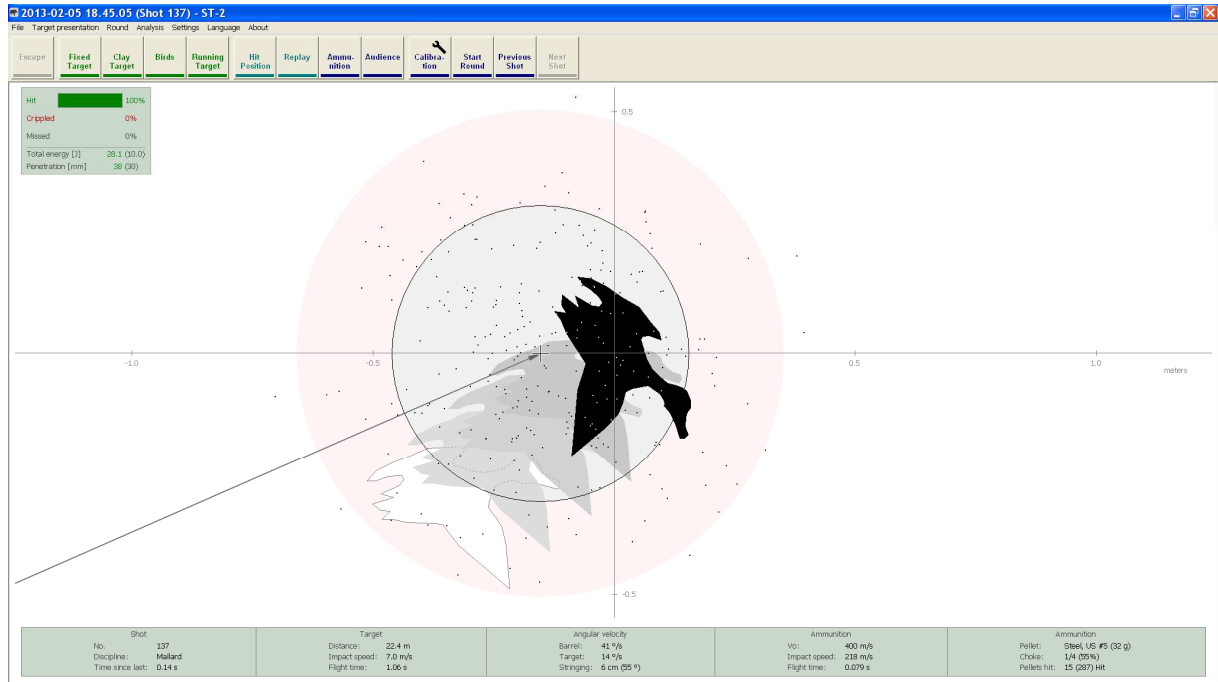 2013-02-05 18.45.05 (Shot 137) - ST-2
File Target presentation Round Analysis Settings Language About
Escape Fixed Target Clay Target Birds Running Target Hit Position Replay Ammu-nition Audience Calibra-tion Start Round Previous Shot Next Shot
Hit 100%
Crippled 0%
Missed 0%
Total energy [J] 28.1 (10.0)
Penetration [mm] 38 (30)
0.5
-1.0 -0.5 0.5 1.0
meters
-0.5
Shot Target Angular velocity Ammunition Ammunition
No. 137 Distance: 22.4 m Barrel: 41 º/s Vo: 400 m/s Pellet: Steel, US #5 (32 g)
Discipline: Mallard Impact speed: 7.0 m/s Target: 14 º/s Impact speed: 218 m/s Choke: 1/4 (55%)
Time since last: 0.14 s Flight time: 1.06 s Stringing: 6 cm (55 º) Flight time: 0.079 s Pellets hit: 15 (287) Hit